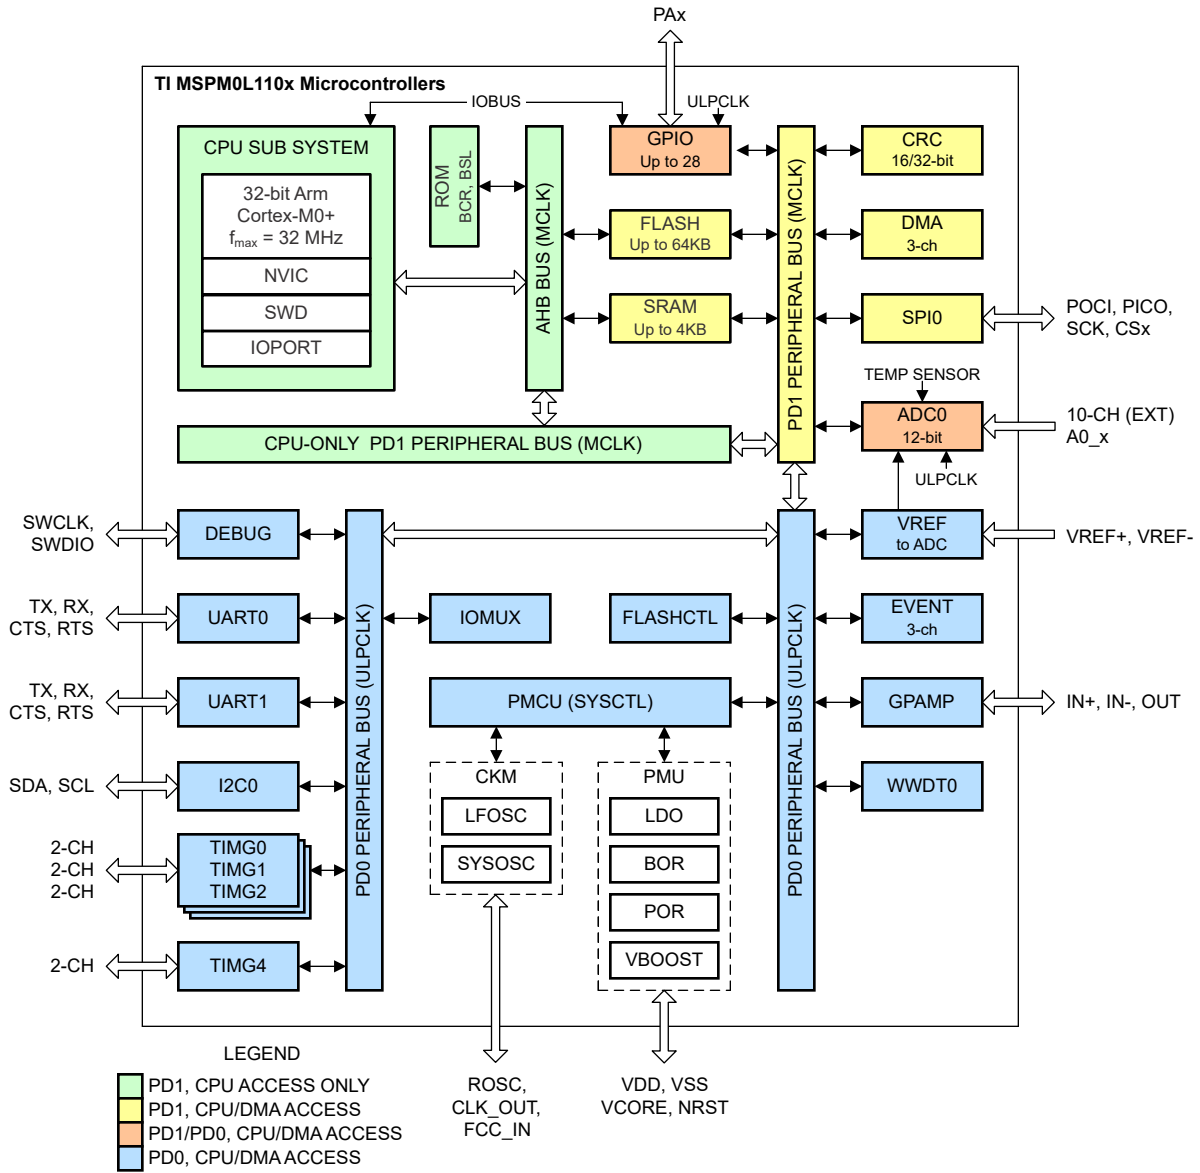 PAx
TI MSPM0L110x Microcontrollers
IOBUS
ULPCLK
CPU SUB SYSTEM
32-bit Arm
Cortex-M0+
fmax = 32 MHz
NVIC
SWD
IOPORT
ROM
BCR, BSL
AHB BUS (MCLK)
GPIO
Up to 28
FLASH
Up to 64KB
SRAM
Up to 4KB
PD1 PERIPHERAL BUS (MCLK)
CRC
16/32-bit
DMA
3-ch
SPI0
POCI, PICO,
SCK, CSx
TEMP SENSOR
ADC0
12-bit
10-CH (EXT)
A0_x
ULPCLK
CPU-ONLY PD1 PERIPHERAL BUS (MCLK)
SWCLK,
SWDIO
DEBUG
TX, RX,
CTS, RTS
UART0
TX, RX,
CTS, RTS
UART1
SDA, SCL
I2C0
2-CH
2-CH
2-CH
TIMG0
TIMG1
TIMG2
2-CH
TIMG4
PD0 PERIPHERAL BUS (ULPCLK)
IOMUX
FLASHCTL
PMCU (SYSCTL)
CKM
LFOSC
SYSOSC
PMU
LDO
BOR
POR
VBOOST
PD0 PERIPHERAL BUS (ULPCLK)
VREF
to ADC
VREF+, VREF-
EVENT
3-ch
GPAMP
IN+, IN-, OUT
WWDT0
ROSC,
CLK_OUT,
FCC_IN
VDD, VSS
VCORE, NRST
LEGEND
PD1, CPU ACCESS ONLY
PD1, CPU/DMA ACCESS
PD1/PD0, CPU/DMA ACCESS
PD0, CPU/DMA ACCESS